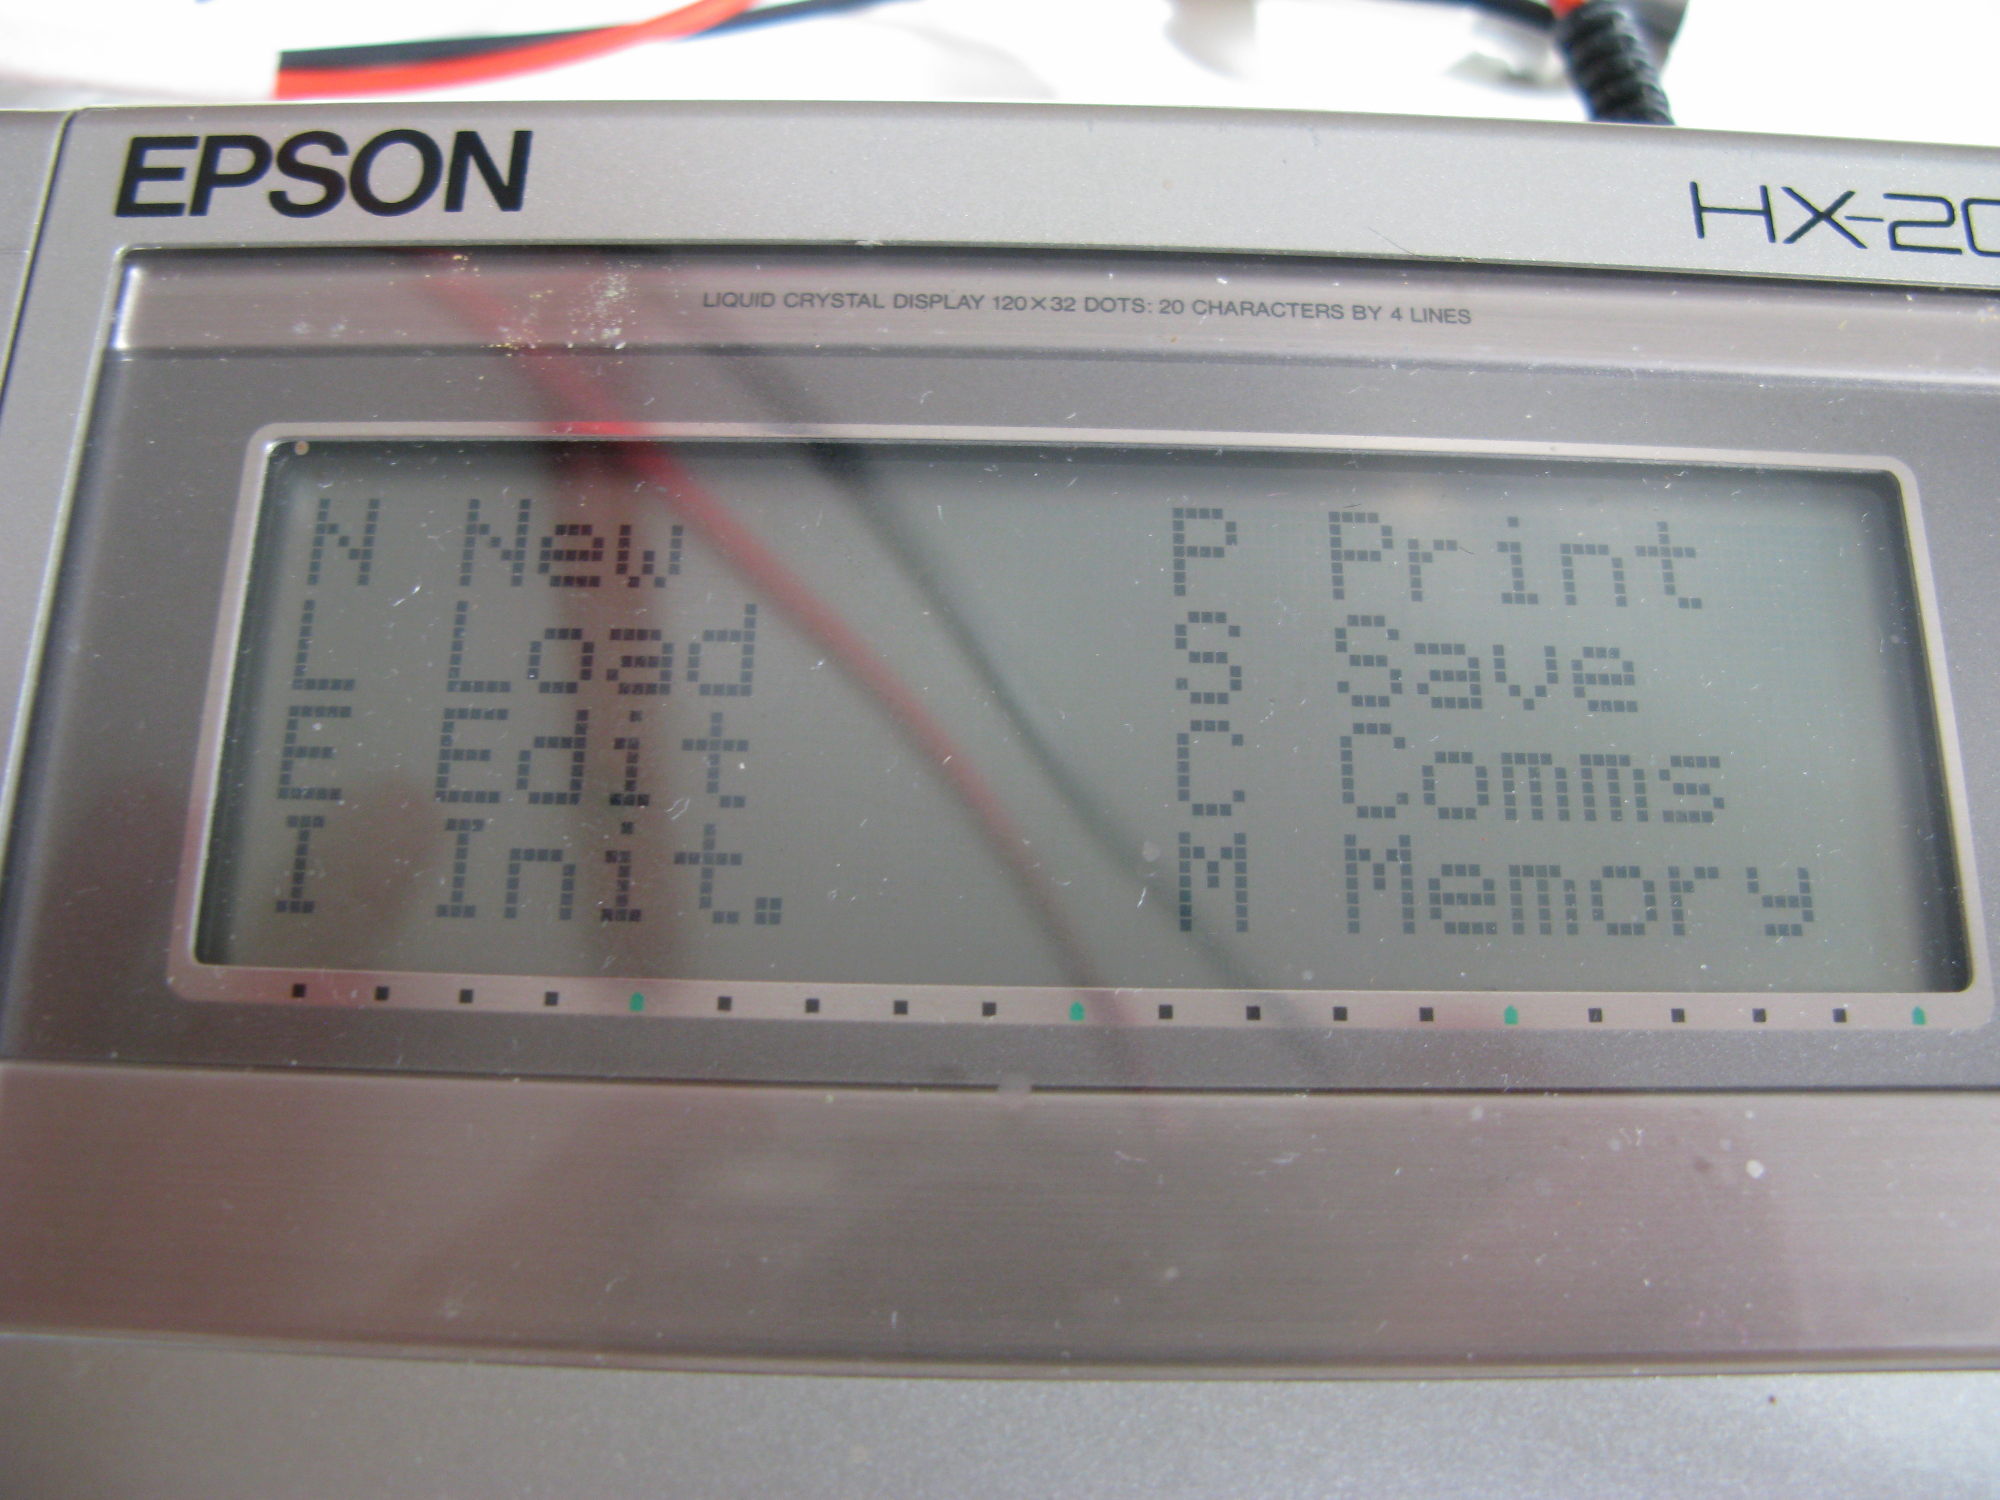 EPSON
HX-20
LIQUID CRYSTAL DISPLAY 120×32 DOTS: 20 CHARACTERS BY 4 LINES
N New P Print
L Load S Save
E Edit C Comms
I Init. M Memory